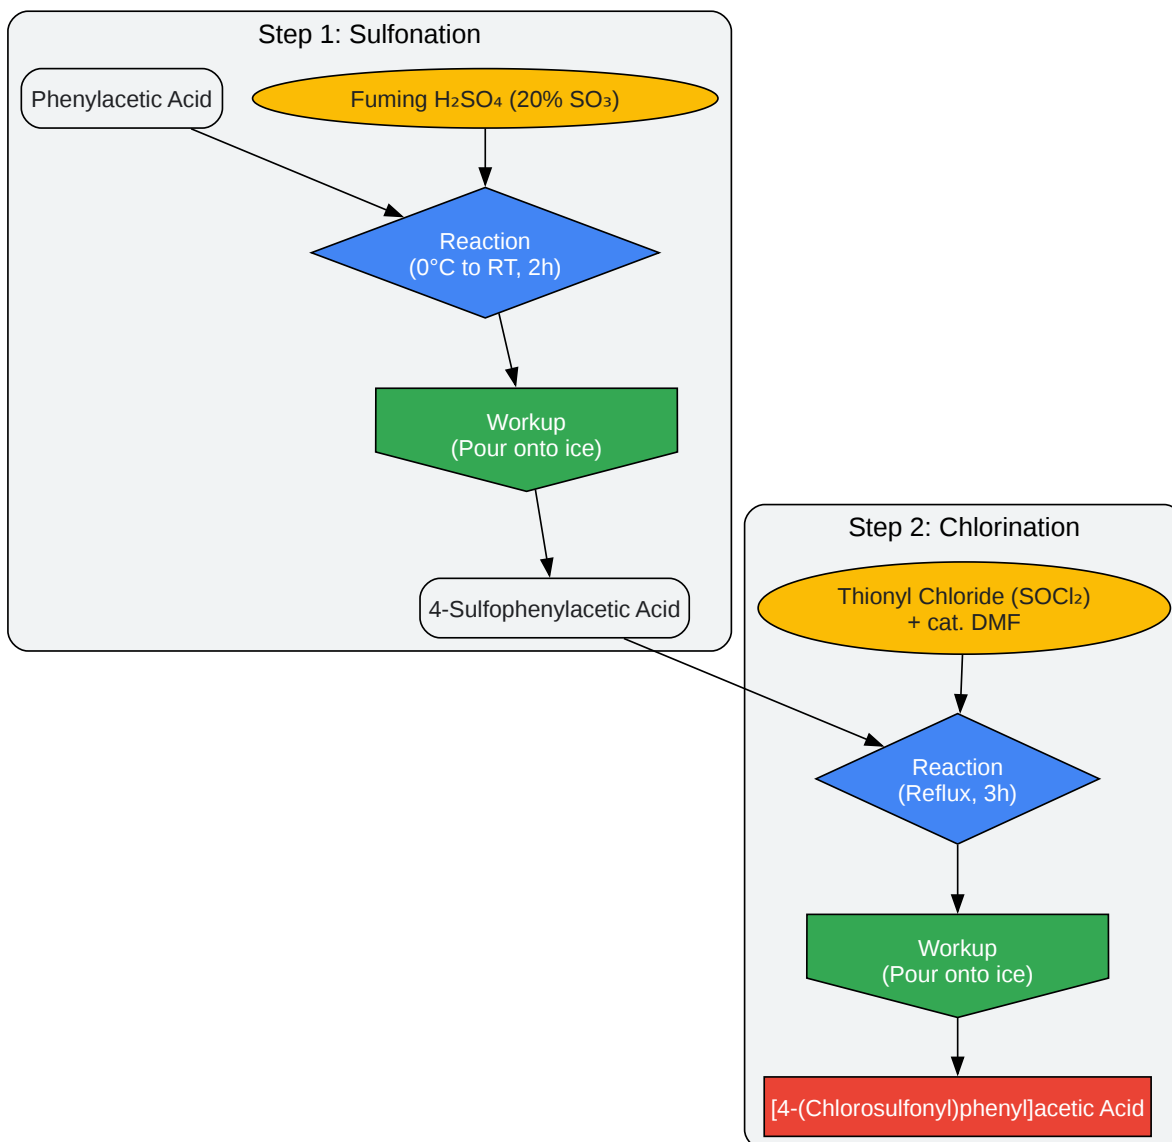 Step 1: Sulfonation
Phenylacetic Acid
Fuming H₂SO₄ (20% SO₃)
Reaction
(0°C to RT, 2h)
Workup
(Pour onto ice)
4-Sulfophenylacetic Acid
Step 2: Chlorination
Thionyl Chloride (SOCl₂)
+ cat. DMF
Reaction
(Reflux, 3h)
Workup
(Pour onto ice)
[4-(Chlorosulfonyl)phenyl]acetic Acid